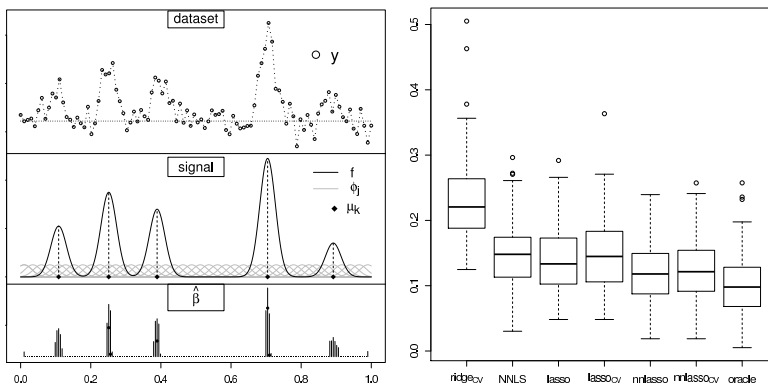 dataset
y
signal
f
ϕj
μk
β̂
0.0 0.2 0.4 0.6 0.8 1.0
0.5
0.4
0.3
0.2
0.1
0.0
ridgeCV NNLS lasso lassoCV nnlasso nnlassoCV oracle